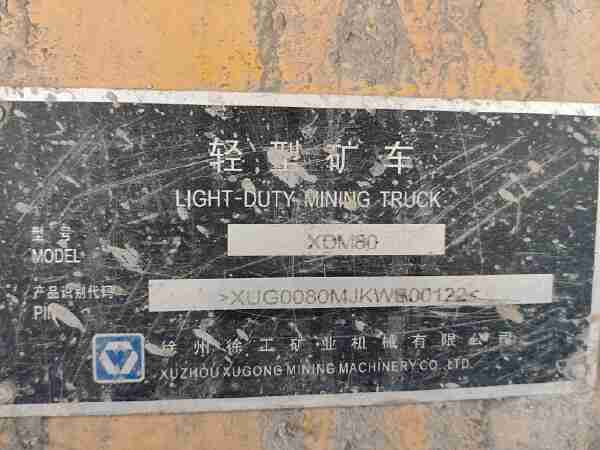 轻型矿车
LIGHT-DUTY MINING TRUCK
型号 XDM80
MODEL
产品识别代码 >XUG0080MJKWB00122<
PIN
徐州徐工矿业机械有限公司
XUZHOU XUGONG MINING MACHINERY CO., LTD.